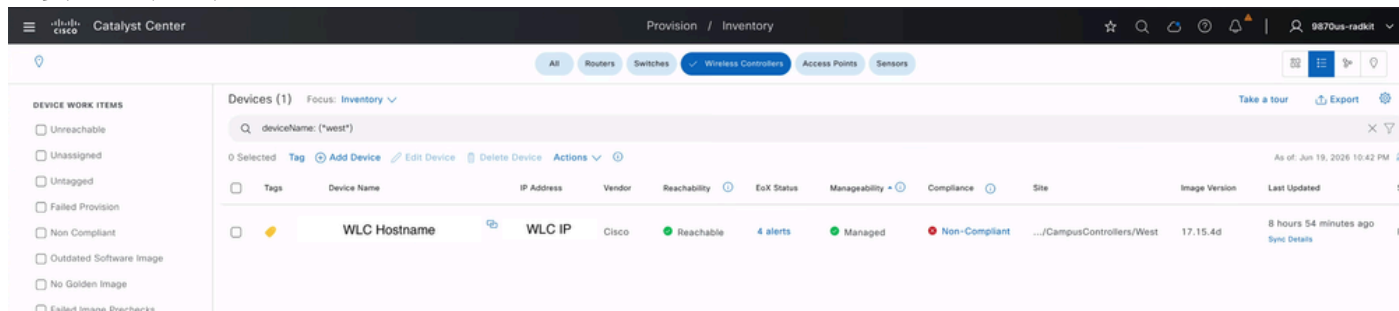 CISCO Catalyst Center
Provision / Inventory
9870us-radkit
All Routers Switches Wireless Controllers Access Points Sensors
DEVICE WORK ITEMS
Unreachable
Unassigned
Untagged
Failed Provision
Non Compliant
Outdated Software Image
No Golden Image
Failed Image Prechecks
Devices (1) Focus: Inventory
Take a tour Export
deviceName: (*west*)
0 Selected Tag Add Device Edit Device Delete Device Actions
As of: Jun 19, 2026 10:42 PM
Tags Device Name IP Address Vendor Reachability EoX Status Manageability Compliance Site Image Version Last Updated
WLC Hostname WLC IP Cisco Reachable 4 alerts Managed Non-Compliant .../CampusControllers/West 17.15.4d 8 hours 54 minutes ago
Sync Details